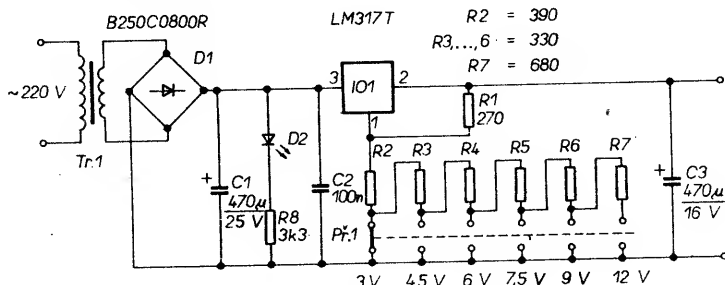 B250C0800R
D1
LM317T
R2 = 390
R3,...,6 = 330
R7 = 680
~220 V
Tr.1
3
IO1
2
1
R1
270
D2
R2
R3
R4
R5
R6
R7
+
C1
470µ
25 V
R8
3k3
C2
100n
Př.1
+
C3
470µ
16 V
3 V
4,5 V
6 V
7,5 V
9 V
12 V